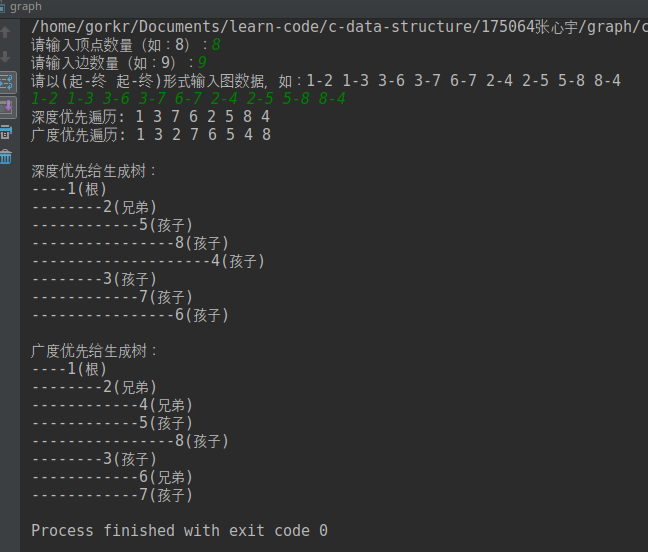 graph
/home/gorkr/Documents/learn-code/c-data-structure/175064张心宇/graph/c
请输入顶点数量（如：8）：8
请输入边数量（如：9）：9
请以(起-终 起-终)形式输入图数据，如：1-2 1-3 3-6 3-7 6-7 2-4 2-5 5-8 8-4
1-2 1-3 3-6 3-7 6-7 2-4 2-5 5-8 8-4
深度优先遍历: 1 3 7 6 2 5 8 4
广度优先遍历: 1 3 2 7 6 5 4 8
深度优先给生成树：
----1(根)
--------2(兄弟)
------------5(孩子)
----------------8(孩子)
--------------------4(孩子)
--------3(孩子)
------------7(孩子)
----------------6(孩子)
广度优先给生成树：
----1(根)
--------2(兄弟)
------------4(兄弟)
------------5(孩子)
----------------8(孩子)
--------3(孩子)
------------6(兄弟)
------------7(孩子)
Process finished with exit code 0